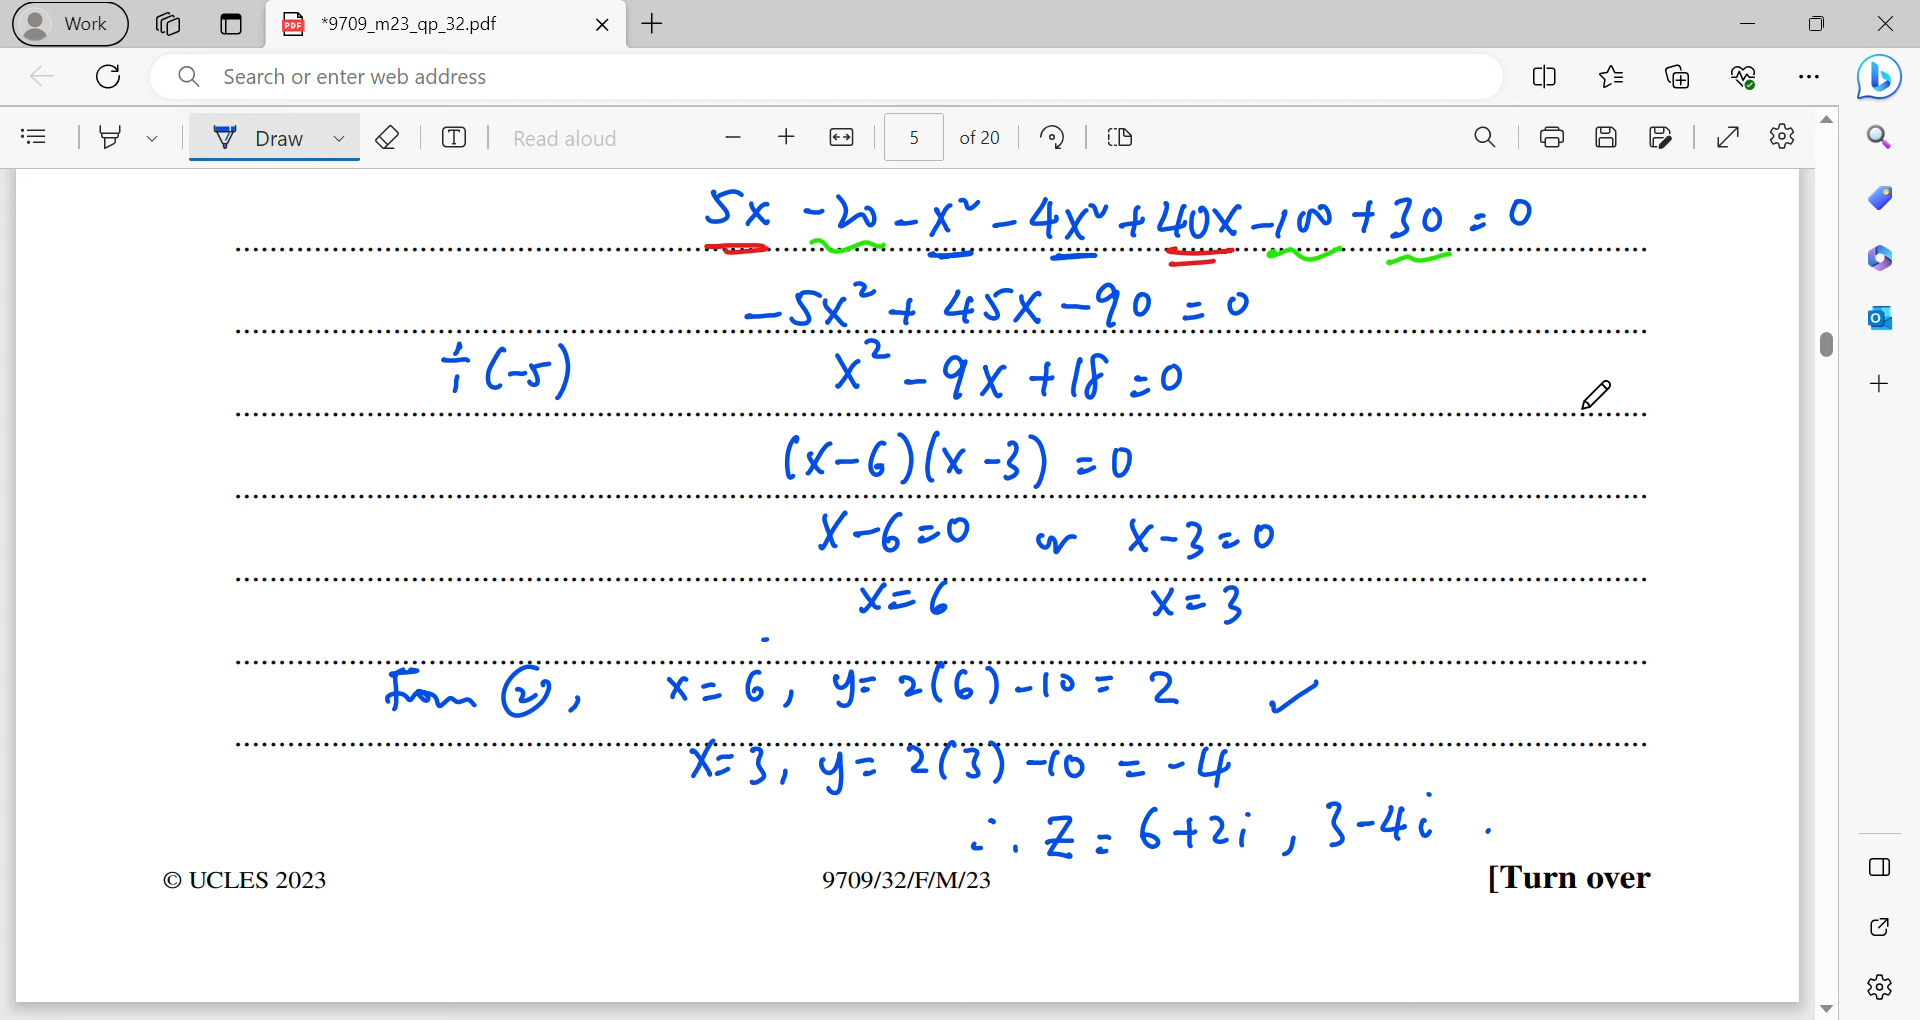 Work
*9709_m23_qp_32.pdf
Search or enter web address
Draw
Read aloud
5 of 20
5x - 20 - x² - 4x² + 40x - 100 + 30 = 0
-5x² + 45x - 90 = 0
÷ (-5) x² - 9x + 18 = 0
(x-6)(x-3) = 0
x-6=0 or x-3=0
x=6 x=3
From ②, x=6, y=2(6)-10=2 ✓
x=3, y=2(3)-10=-4
∴ z = 6+2i, 3-4i.
© UCLES 2023 9709/32/F/M/23 [Turn over